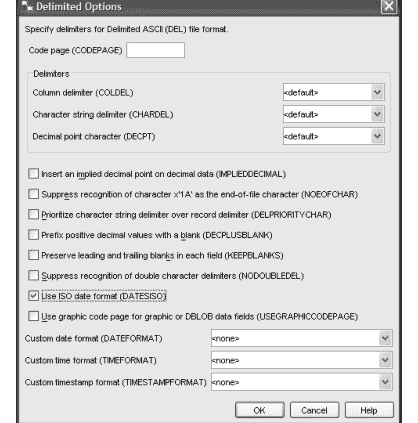 Delimited Options
Specify delimiters for Delimited ASCII (DEL) file format.
Code page (CODEPAGE)
Delimiters
Column delimiter (COLDEL) <default>
Character string delimiter (CHARDEL) <default>
Decimal point character (DECPT) <default>
Insert an implied decimal point on decimal data (IMPLIEDDECIMAL)
Suppress recognition of character x'1A' as the end-of-file character (NOEOFCHAR)
Prioritize character string delimiter over record delimiter (DELPRIORITYCHAR)
Prefix positive decimal values with a blank (DECPLUSBLANK)
Preserve leading and trailing blanks in each field (KEEPBLANKS)
Suppress recognition of double character delimiters (NODOUBLEDEL)
Use ISO date format (DATESISO)
Use graphic code page for graphic or DBLOB data fields (USEGRAPHICCODEPAGE)
Custom date format (DATEFORMAT) <none>
Custom time format (TIMEFORMAT) <none>
Custom timestamp format (TIMESTAMPFORMAT) <none>
OK Cancel Help